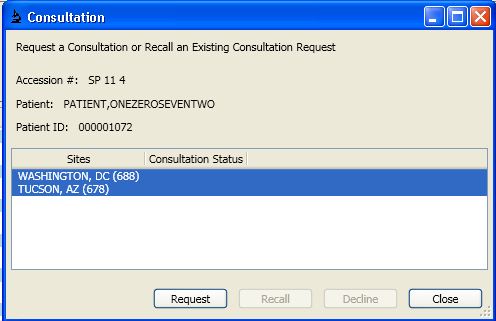 Consultation
Request a Consultation or Recall an Existing Consultation Request
Accession #: SP 11 4
Patient: PATIENT,ONEZEROSEVENTWO
Patient ID: 000001072
Sites Consultation Status
WASHINGTON, DC (688)
TUCSON, AZ (678)
Request Recall Decline Close